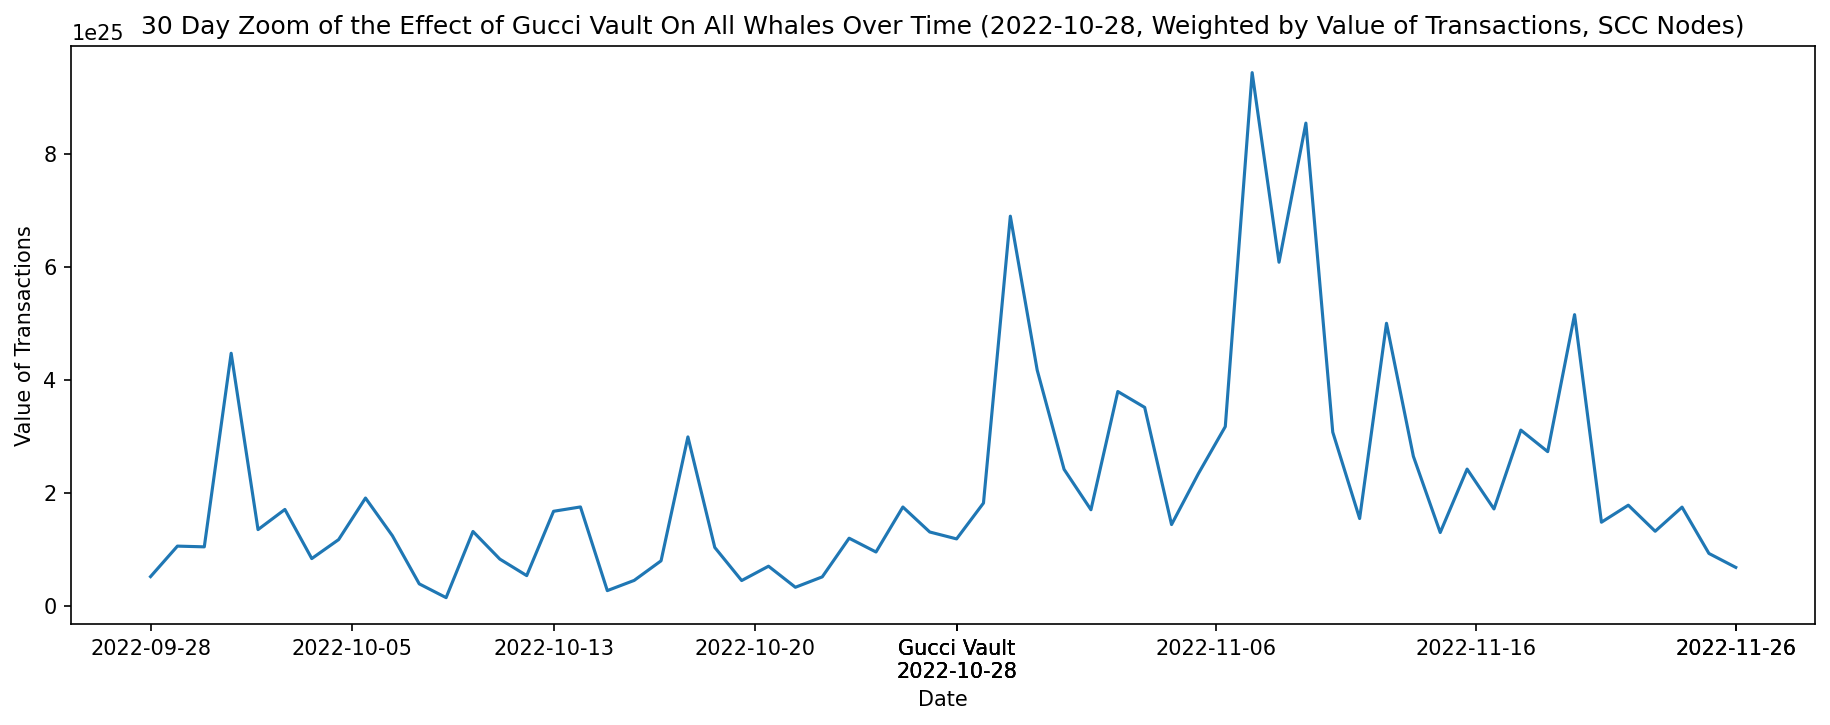 30 Day Zoom of the Effect of Gucci Vault On All Whales Over Time (2022-10-28, Weighted by Value of Transactions, SCC Nodes)
1e25
8
6
4
2
0
Value of Transactions
2022-09-28 2022-10-05 2022-10-13 2022-10-20 Gucci Vault 2022-11-06 2022-11-16 2022-11-26
2022-10-28
Date